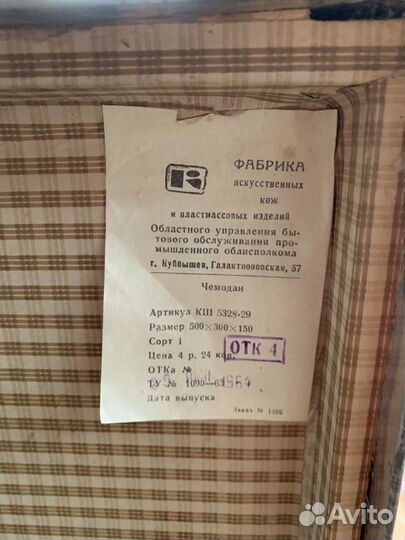 ФАБРИКА
искусственных
кож
и пластмассовых изделий
Областного управления бы-
тового обслуживания про-
мышленного облисполкома
г. Куйбышев, Галактионовская, 57
Чемодан
Артикул КШ 5328-29
Размер 500×300×150
Сорт 1
Цена 4 р. 24 коп.
ОТК 4
ОТКа №
ТУ № 1090—63
1964
Дата выпуска
Заказ № 1486
Avito